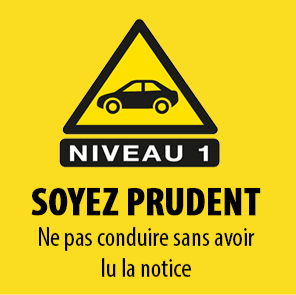 NIVEAU 1
SOYEZ PRUDENT
Ne pas conduire sans avoir
lu la notice